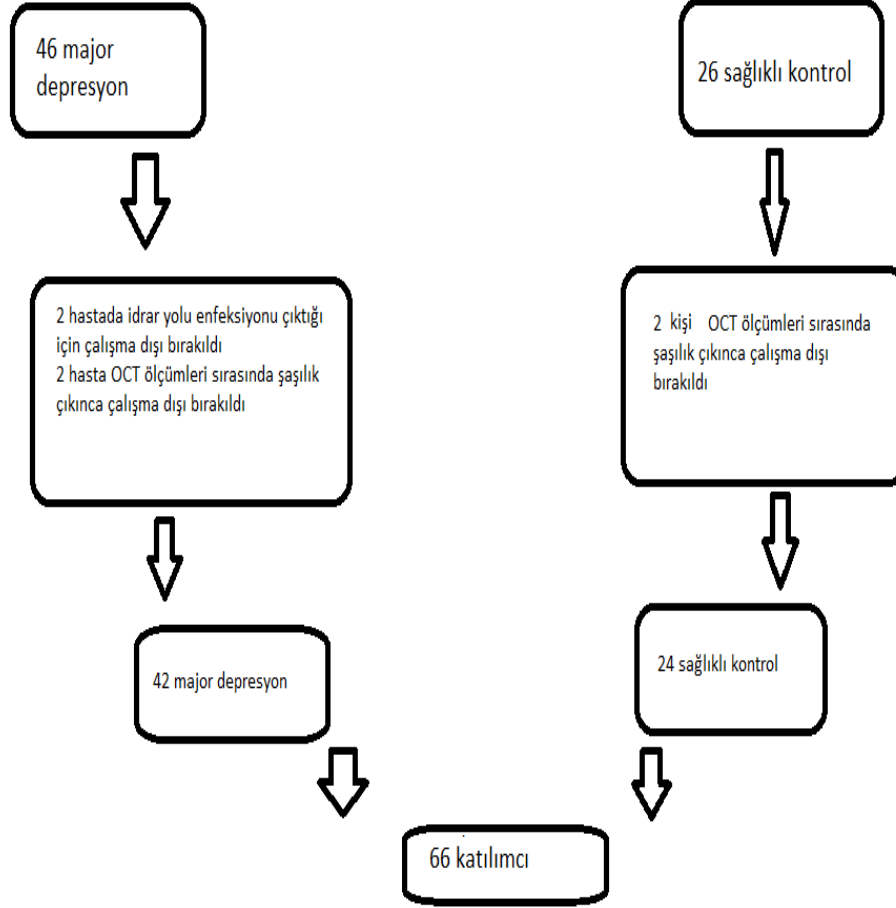 46 major
depresyon
26 sağlıklı kontrol
2 hastada idrar yolu enfeksiyonu çıktığı
için çalışma dışı bırakıldı
2 hasta OCT ölçümleri sırasında şaşılık
çıkınca çalışma dışı bırakıldı
2 kişi OCT ölçümleri sırasında
şaşılık çıkınca çalışma dışı
bırakıldı
42 major depresyon
24 sağlıklı kontrol
66 katılımcı